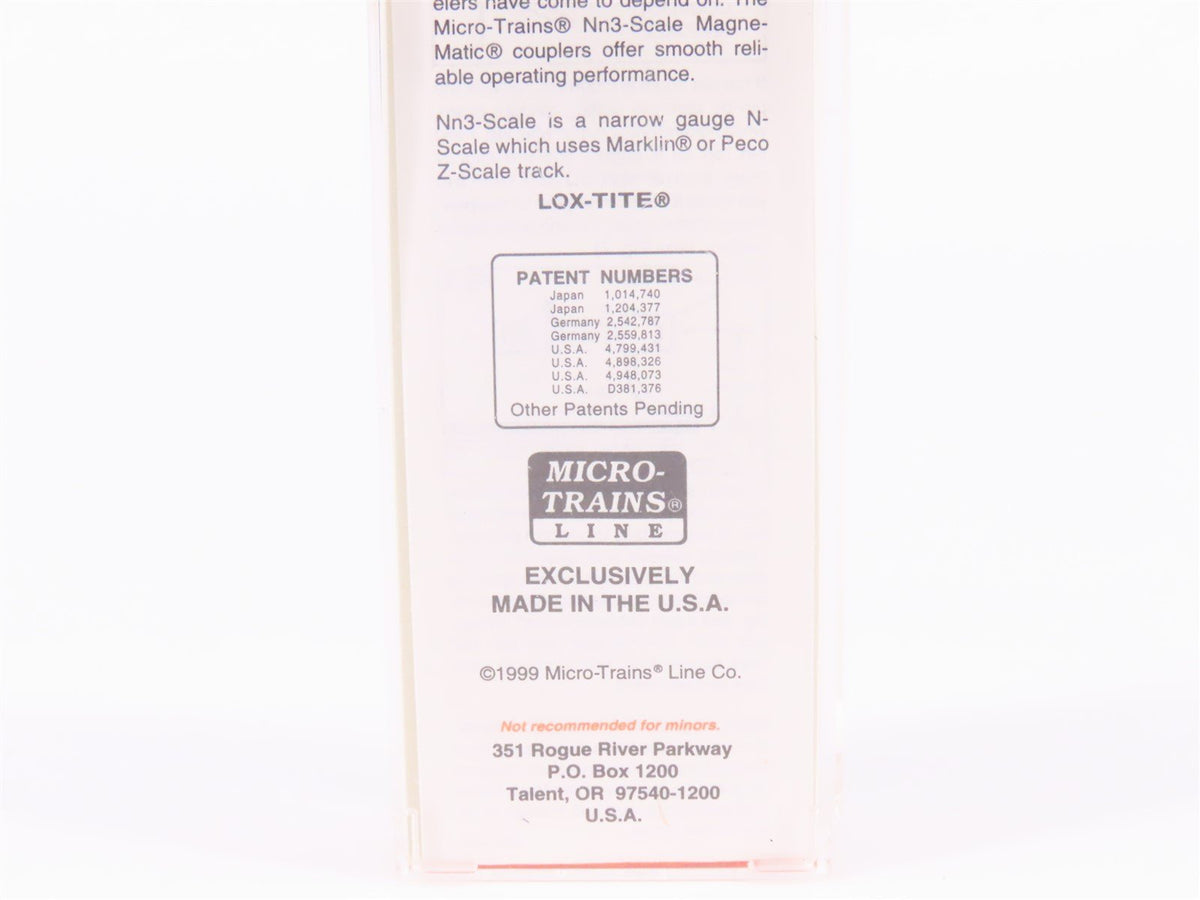 elers have come to depend on. The
Micro-Trains® Nn3-Scale Magne-
Matic® couplers offer smooth reli-
able operating performance.
Nn3-Scale is a narrow gauge N-
Scale which uses Marklin® or Peco
Z-Scale track.
LOX-TITE®
PATENT NUMBERS
Japan 1,014,740
Japan 1,204,377
Germany 2,542,787
Germany 2,559,813
U.S.A. 4,799,431
U.S.A. 4,898,326
U.S.A. 4,948,073
U.S.A. D381,376
Other Patents Pending
MICRO-
TRAINS®
LINE
EXCLUSIVELY
MADE IN THE U.S.A.
©1999 Micro-Trains® Line Co.
Not recommended for minors.
351 Rogue River Parkway
P.O. Box 1200
Talent, OR 97540-1200
U.S.A.